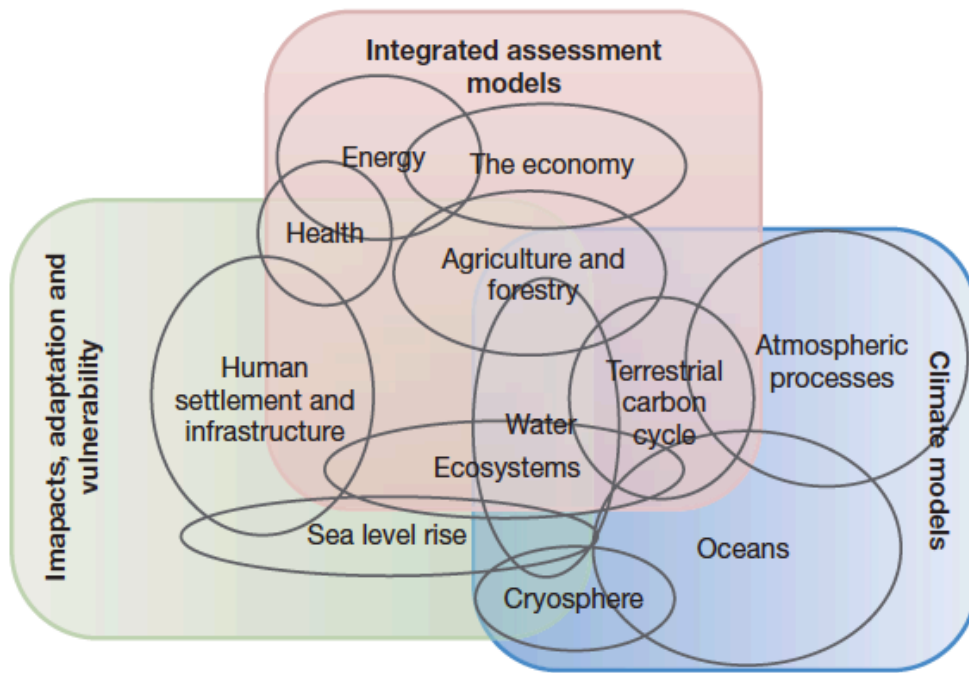 Integrated assessment
models
Energy
The economy
Health
Agriculture and
forestry
Imapacts, adaptation and
vulnerability
Human
settlement and
infrastructure
Water
Terrestrial
carbon
cycle
Atmospheric
processes
Climate models
Ecosystems
Sea level rise
Oceans
Cryosphere